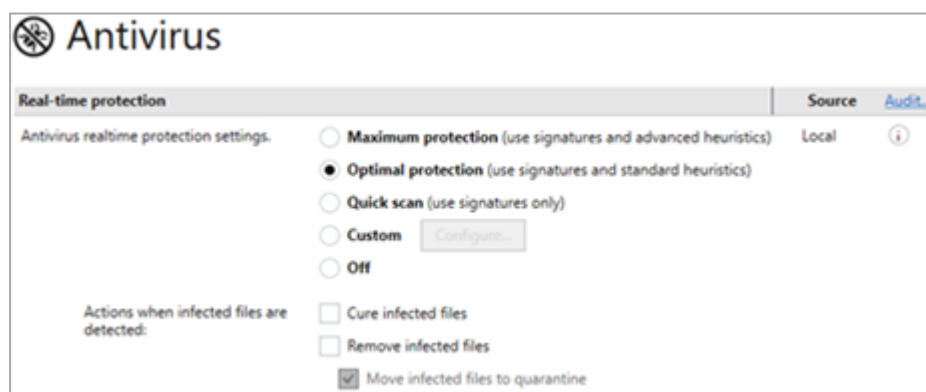 Antivirus
Real-time protection Source Audit...
Antivirus realtime protection settings. Maximum protection (use signatures and advanced heuristics) Local
Optimal protection (use signatures and standard heuristics)
Quick scan (use signatures only)
Custom Configure...
Off
Actions when infected files are Cure infected files
detected:
Remove infected files
Move infected files to quarantine